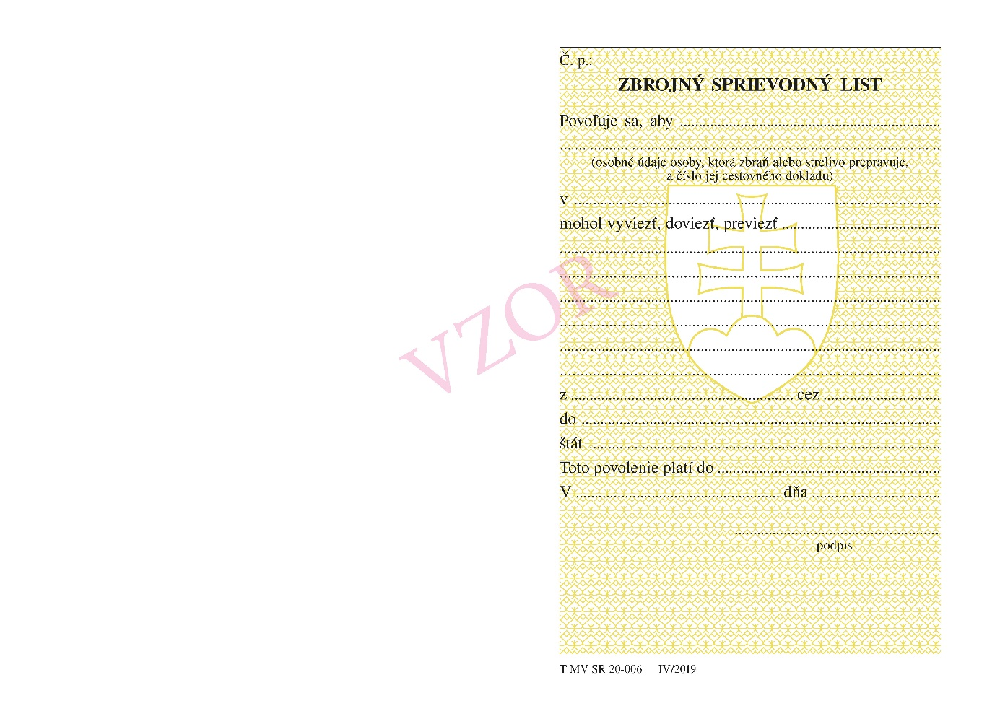 Č. p.:
ZBROJNÝ SPRIEVODNÝ LIST
Povoľuje sa, aby ......................................................................
......................................................................................................
(osobné údaje osoby, ktorá zbraň alebo strelivo prepravuje,
a číslo jej cestovného dokladu)
v ..................................................................................................
mohol vyviezť, doviezť, previezť ..........................................
......................................................................................................
......................................................................................................
......................................................................................................
......................................................................................................
......................................................................................................
......................................................................................................
z ........................................................... cez ...............................
do ................................................................................................
štát ..............................................................................................
Toto povolenie platí do ...........................................................
V ...................................................... dňa ..................................
......................................................
podpis
VZOR
T MV SR 20-006 IV/2019